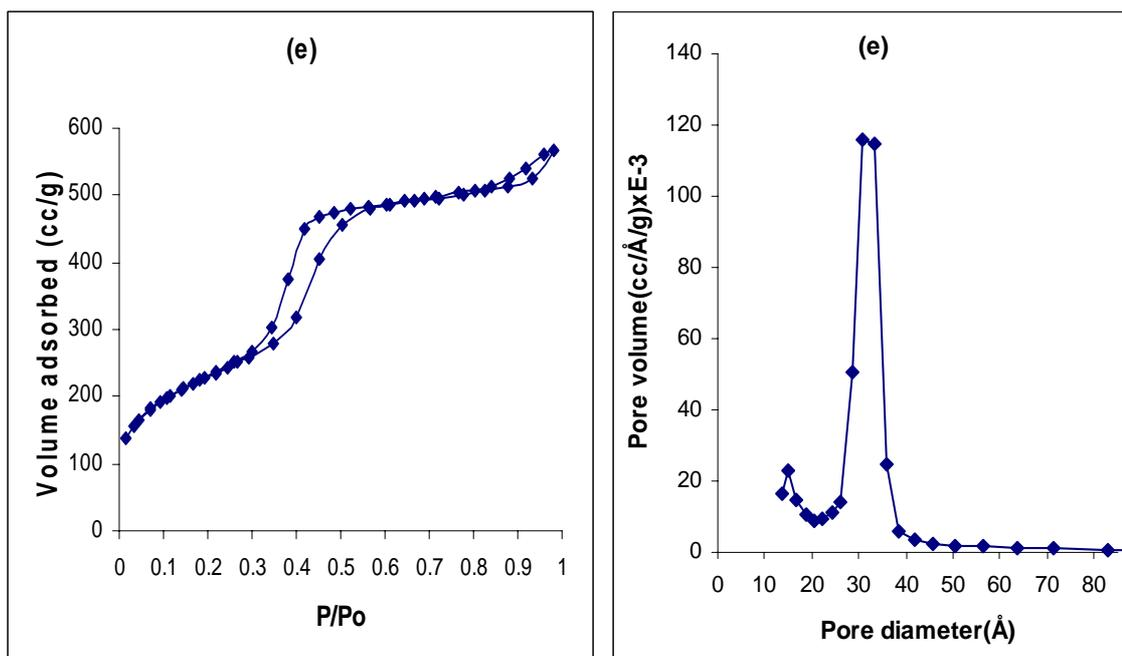 (e)
Volume adsorbed (cc/g)
600
500
400
300
200
100
0
0 0.1 0.2 0.3 0.4 0.5 0.6 0.7 0.8 0.9 1
P/Po
(e)
Pore volume(cc/Å/g)xE-3
140
120
100
80
60
40
20
0
0 10 20 30 40 50 60 70 80
Pore diameter(Å)